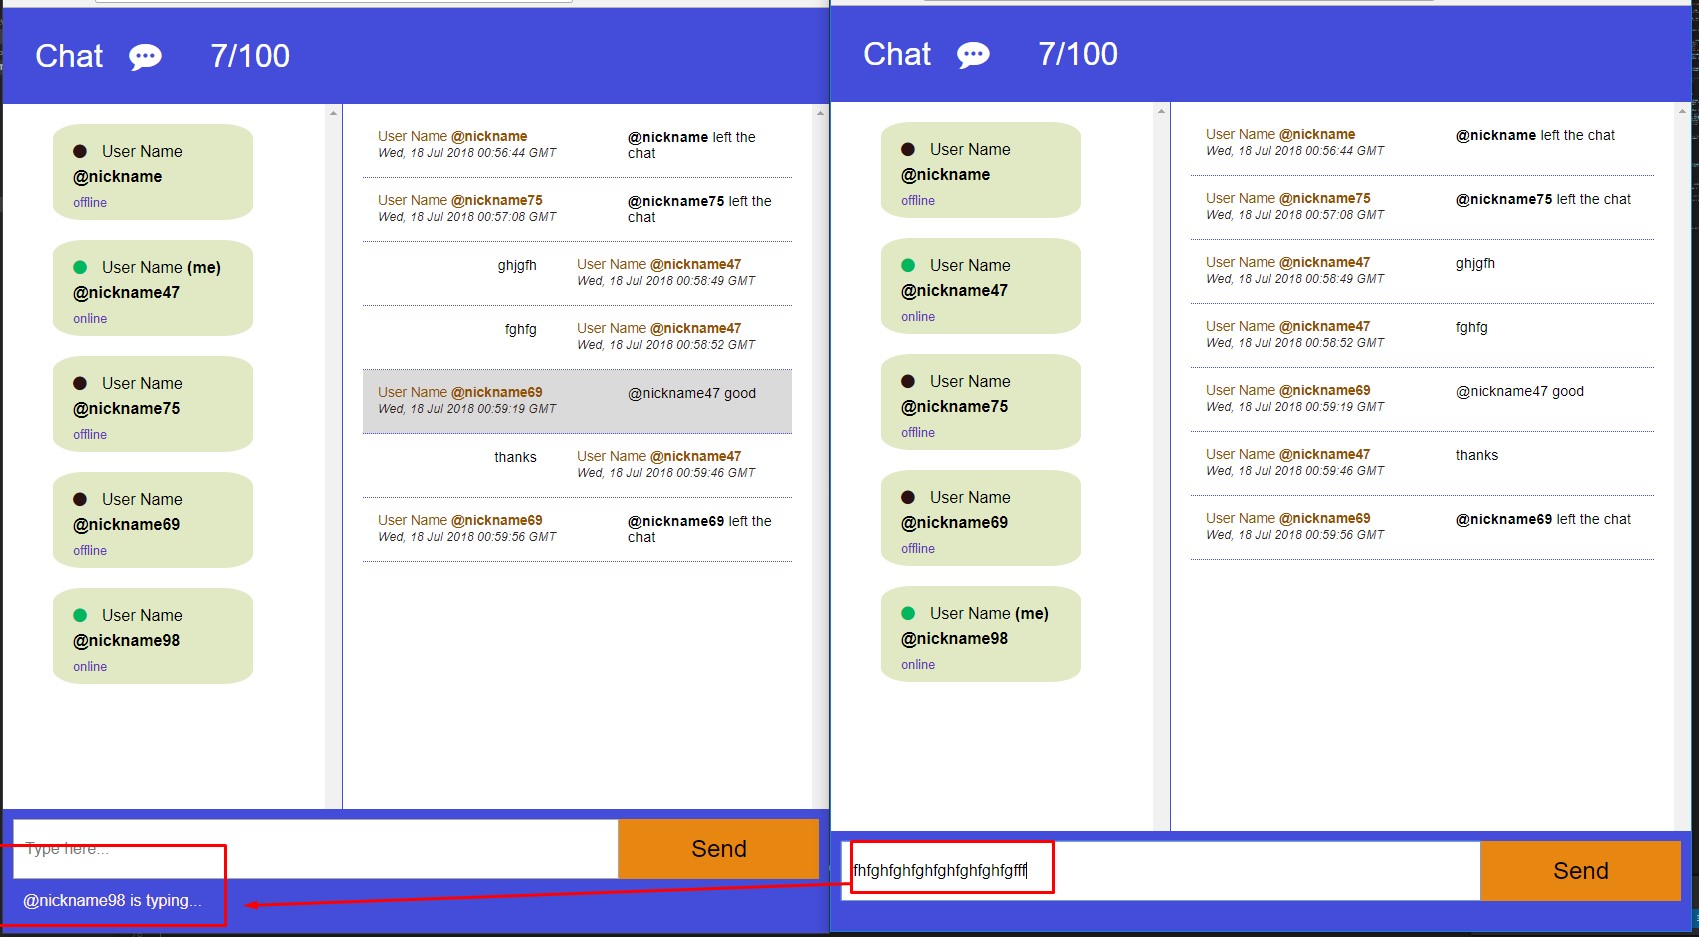 Chat 7/100
User Name
@nickname
offline
User Name (me)
@nickname47
online
User Name
@nickname75
offline
User Name
@nickname69
offline
User Name
@nickname98
online
User Name @nickname
Wed, 18 Jul 2018 00:56:44 GMT
@nickname left the
chat
User Name @nickname75
Wed, 18 Jul 2018 00:57:08 GMT
@nickname75 left the
chat
ghjgfh
User Name @nickname47
Wed, 18 Jul 2018 00:58:49 GMT
fghfg
User Name @nickname47
Wed, 18 Jul 2018 00:58:52 GMT
User Name @nickname69
Wed, 18 Jul 2018 00:59:19 GMT
@nickname47 good
thanks
User Name @nickname47
Wed, 18 Jul 2018 00:59:46 GMT
User Name @nickname69
Wed, 18 Jul 2018 00:59:56 GMT
@nickname69 left the
chat
Type here...
Send
@nickname98 is typing...
Chat 7/100
User Name
@nickname
offline
User Name
@nickname47
online
User Name
@nickname75
offline
User Name
@nickname69
offline
User Name (me)
@nickname98
online
User Name @nickname
Wed, 18 Jul 2018 00:56:44 GMT
@nickname left the chat
User Name @nickname75
Wed, 18 Jul 2018 00:57:08 GMT
@nickname75 left the chat
User Name @nickname47
Wed, 18 Jul 2018 00:58:49 GMT
ghjgfh
User Name @nickname47
Wed, 18 Jul 2018 00:58:52 GMT
fghfg
User Name @nickname69
Wed, 18 Jul 2018 00:59:19 GMT
@nickname47 good
User Name @nickname47
Wed, 18 Jul 2018 00:59:46 GMT
thanks
User Name @nickname69
Wed, 18 Jul 2018 00:59:56 GMT
@nickname69 left the chat
fhfghfghfghfghfghfghfghfgfff
Send